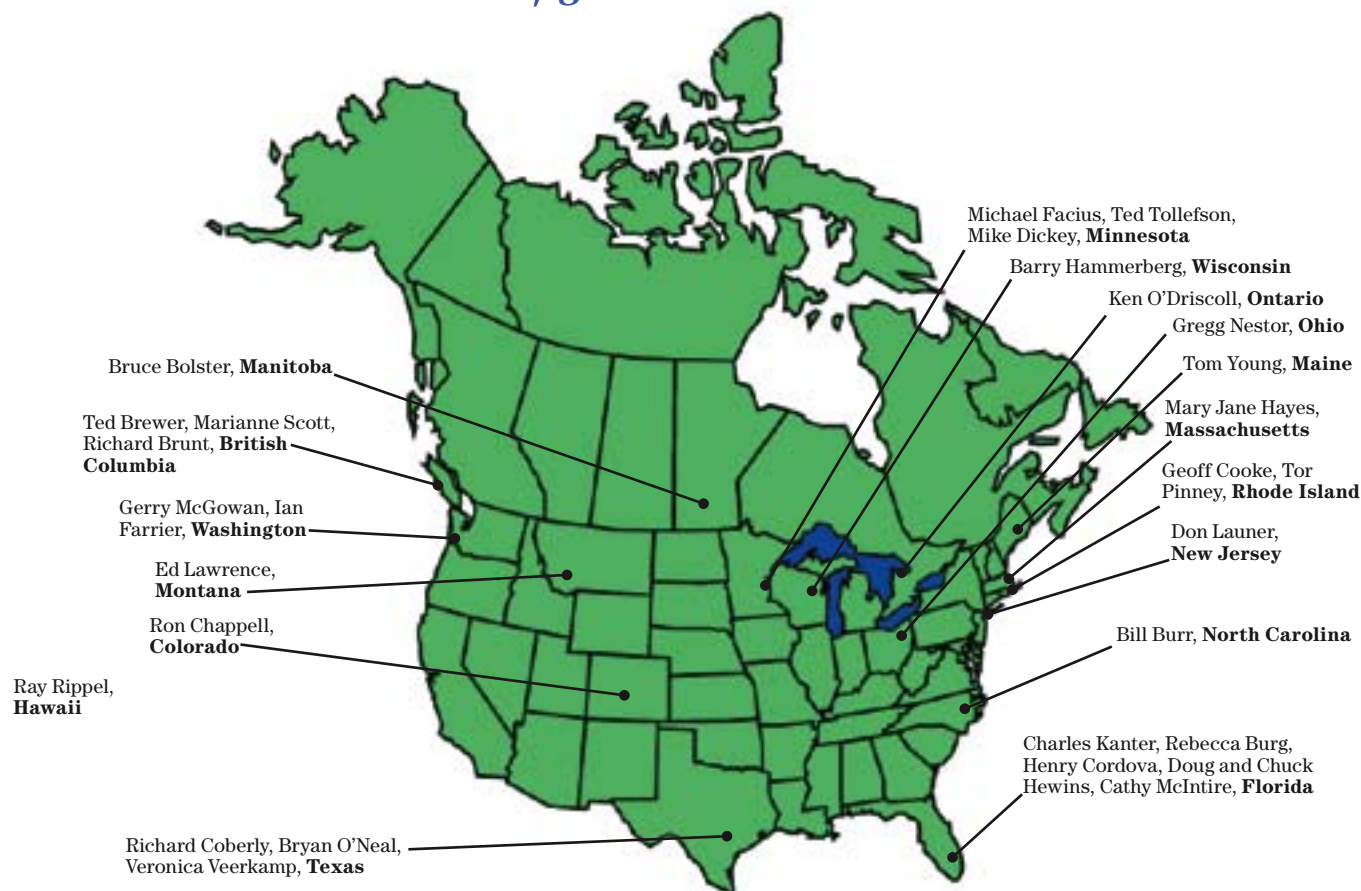 Michael Facius, Ted Tollefson,
Mike Dickey, Minnesota
Barry Hammerberg, Wisconsin
Ken O’Driscoll, Ontario
Gregg Nestor, Ohio
Tom Young, Maine
Mary Jane Hayes,
Massachusetts
Geoff Cooke, Tor
Pinney, Rhode Island
Don Launer,
New Jersey
Bill Burr, North Carolina
Charles Kanter, Rebecca Burg,
Henry Cordova, Doug and Chuck
Hewins, Cathy McIntire, Florida
Bruce Bolster, Manitoba
Ted Brewer, Marianne Scott,
Richard Brunt, British
Columbia
Gerry McGowan, Ian
Farrier, Washington
Ed Lawrence,
Montana
Ron Chappell,
Colorado
Ray Rippel,
Hawaii
Richard Coberly, Bryan O’Neal,
Veronica Veerkamp, Texas